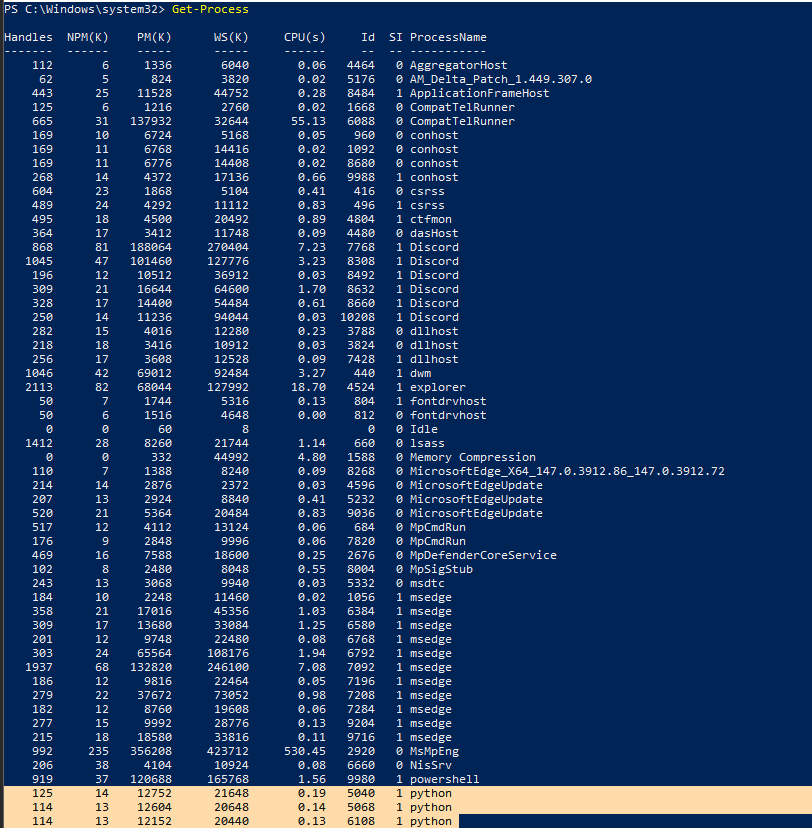 PS C:\Windows\system32> Get-Process
Handles NPM(K) PM(K) WS(K) CPU(s) Id SI ProcessName
------- ------ ----- ----- ------ -- -- -----------
112 6 1336 6040 0.06 4464 0 AggregatorHost
62 5 824 3820 0.02 5176 0 AM_Delta_Patch_1.449.307.0
443 25 11528 44752 0.28 8484 1 ApplicationFrameHost
125 6 1216 2760 0.02 1668 0 CompatTelRunner
665 31 137932 32644 55.13 6088 0 CompatTelRunner
169 10 6724 5168 0.05 960 0 conhost
169 11 6768 14416 0.02 1092 0 conhost
169 11 6776 14408 0.02 8680 0 conhost
268 14 4372 17136 0.66 9988 1 conhost
604 23 1868 5104 0.41 416 0 csrss
489 24 4292 11112 0.83 496 1 csrss
495 18 4500 20492 0.89 4804 1 ctfmon
364 17 3412 11748 0.09 4480 0 dasHost
868 81 188064 270404 7.23 7768 1 Discord
1045 47 101460 127776 3.23 8308 1 Discord
196 12 10512 36912 0.03 8492 1 Discord
309 21 16644 64600 1.70 8632 1 Discord
328 17 14400 54484 0.61 8660 1 Discord
250 14 11236 94044 0.03 10208 1 Discord
282 15 4016 12280 0.23 3788 0 dllhost
218 18 3416 10912 0.03 3824 0 dllhost
256 17 3608 12528 0.09 7428 1 dllhost
1046 42 69012 92484 3.27 440 1 dwm
2113 82 68044 127992 18.70 4524 1 explorer
50 7 1744 5316 0.13 804 1 fontdrvhost
50 6 1516 4648 0.00 812 0 fontdrvhost
0 0 60 8 0 0 Idle
1412 28 8260 21744 1.14 660 0 lsass
0 0 332 44992 4.80 1588 0 Memory Compression
110 7 1388 8240 0.09 8268 0 MicrosoftEdge_X64_147.0.3912.86_147.0.3912.72
214 14 2876 2372 0.03 4596 0 MicrosoftEdgeUpdate
207 13 2924 8840 0.41 5232 0 MicrosoftEdgeUpdate
520 21 5364 20484 0.83 9036 0 MicrosoftEdgeUpdate
517 12 4112 13124 0.06 684 0 MpCmdRun
176 9 2848 9996 0.06 7820 0 MpCmdRun
469 16 7588 18600 0.25 2676 0 MpDefenderCoreService
102 8 2480 8048 0.55 8004 0 MpSigStub
243 13 3068 9940 0.03 5332 0 msdtc
184 10 2248 11460 0.02 1056 1 msedge
358 21 17016 45356 1.03 6384 1 msedge
309 17 13680 33084 1.25 6580 1 msedge
201 12 9748 22480 0.08 6768 1 msedge
303 24 65564 108176 1.94 6792 1 msedge
1937 68 132820 246100 7.08 7092 1 msedge
186 12 9816 22464 0.05 7196 1 msedge
279 22 37672 73052 0.98 7208 1 msedge
182 12 8760 19608 0.06 7284 1 msedge
277 15 9992 28776 0.13 9204 1 msedge
215 18 18580 33816 0.11 9716 1 msedge
992 235 356208 423712 530.45 2920 0 MsMpEng
206 38 4104 10924 0.08 6660 0 NisSrv
919 37 120688 165768 1.56 9980 1 powershell
125 14 12752 21648 0.19 5040 1 python
114 13 12604 20648 0.14 5068 1 python
114 13 12152 20440 0.13 6108 1 python